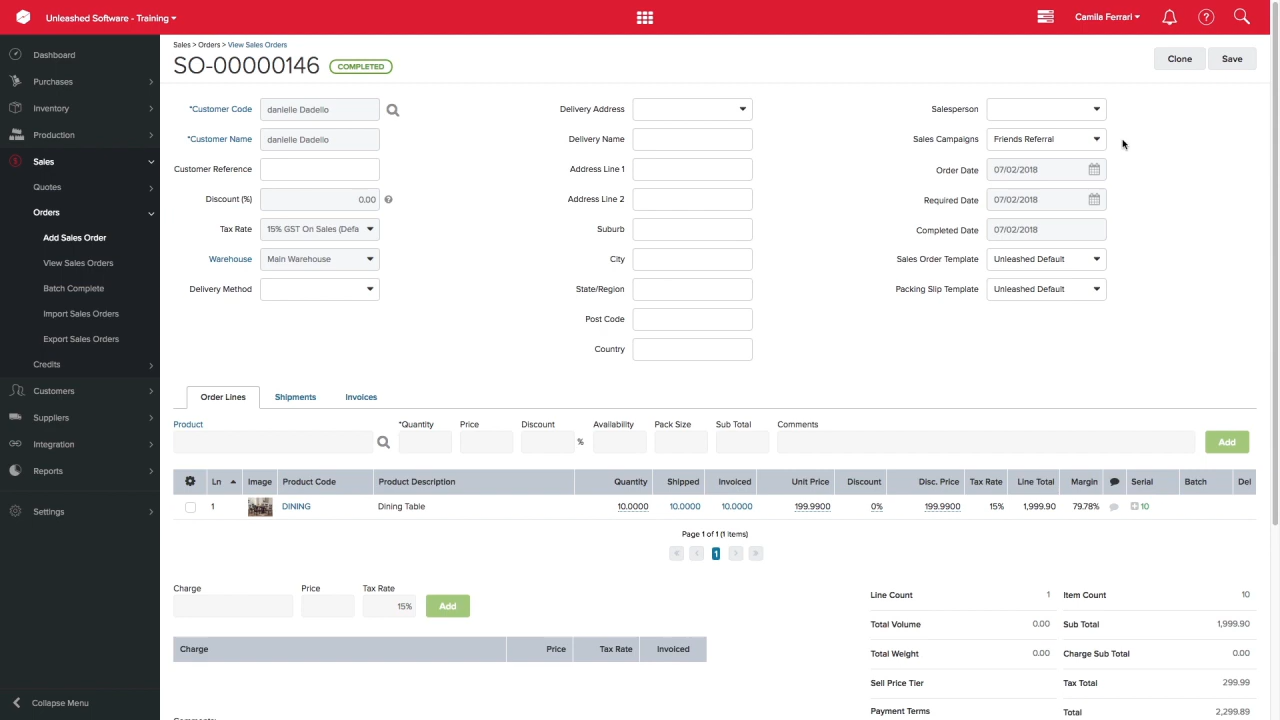 Unleashed Software - Training
Camila Ferrari
Dashboard
Purchases
Inventory
Production
Sales
Quotes
Orders
Add Sales Order
View Sales Orders
Batch Complete
Import Sales Orders
Export Sales Orders
Credits
Customers
Suppliers
Integration
Reports
Settings
Collapse Menu
Sales > Orders > View Sales Orders
SO-00000146 COMPLETED
Clone Save
*Customer Code danielle Dadello
*Customer Name danielle Dadello
Customer Reference
Discount (%) 0.00
Tax Rate 15% GST On Sales (Defa
Warehouse Main Warehouse
Delivery Method
Delivery Address
Delivery Name
Address Line 1
Address Line 2
Suburb
City
State/Region
Post Code
Country
Salesperson
Sales Campaigns Friends Referral
Order Date 07/02/2018
Required Date 07/02/2018
Completed Date 07/02/2018
Sales Order Template Unleashed Default
Packing Slip Template Unleashed Default
Order Lines Shipments Invoices
Product *Quantity Price Discount Availability Pack Size Sub Total Comments
% Add
Ln Image Product Code Product Description Quantity Shipped Invoiced Unit Price Discount Disc. Price Tax Rate Line Total Margin Serial Batch Del
1 DINING Dining Table 10.0000 10.0000 10.0000 199.9900 0% 199.9900 15% 1,999.90 79.78% 10
Page 1 of 1 (1 items)
« ‹ 1 › »
Charge Price Tax Rate
15% Add
Charge Price Tax Rate Invoiced
Line Count 1 Item Count 10
Total Volume 0.00 Sub Total 1,999.90
Total Weight 0.00 Charge Sub Total 0.00
Sell Price Tier Tax Total 299.99
Payment Terms Total 2,299.89